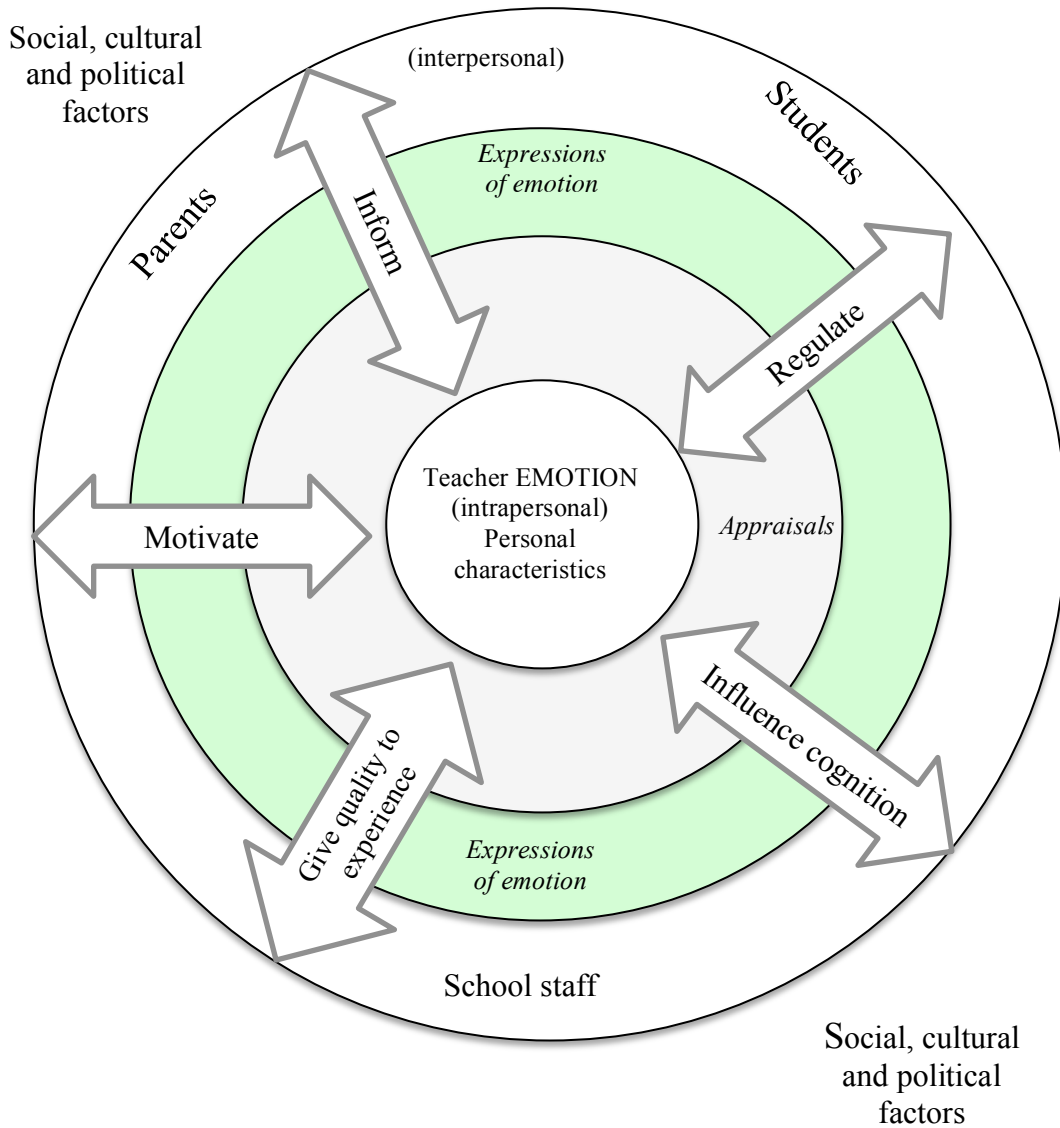 Social, cultural
and political
factors
(interpersonal)
Students
Parents
Expressions
of emotion
Inform
Regulate
Teacher EMOTION
(intrapersonal)
Personal
characteristics
Appraisals
Motivate
Influence cognition
Give quality to
experience
Expressions
of emotion
School staff
Social, cultural
and political
factors